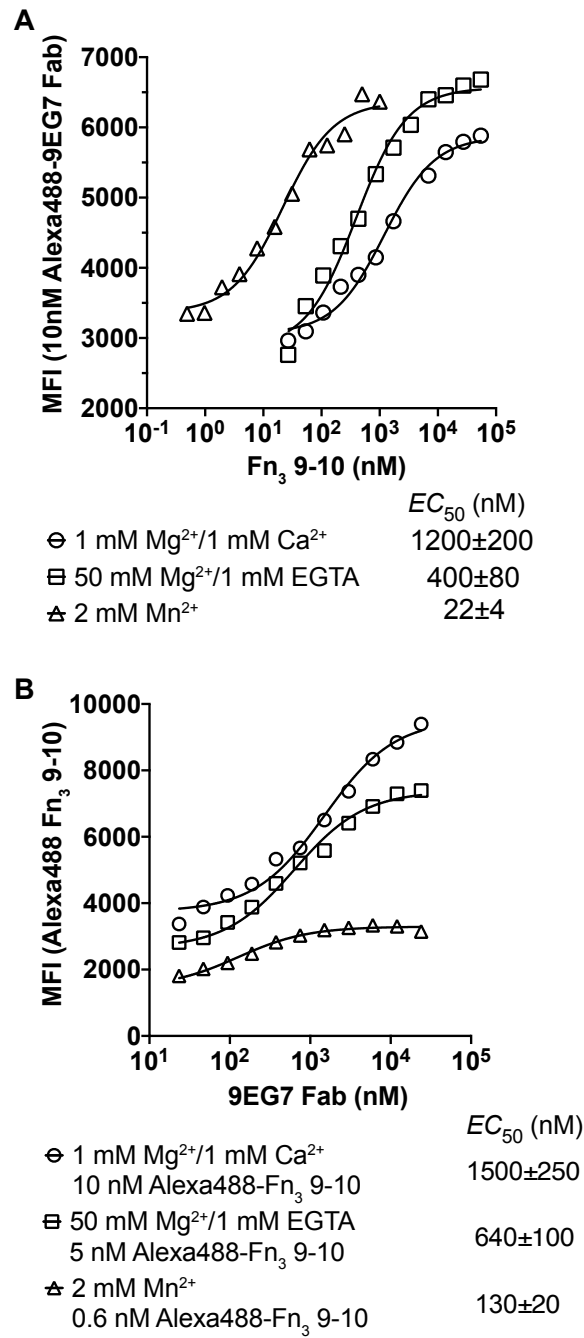 A
7000
6000
5000
4000
3000
2000
MFI (10nM Alexa488-9EG7 Fab)
10⁻¹ 10⁰ 10¹ 10² 10³ 10⁴ 10⁵
Fn₃ 9-10 (nM)
EC₅₀ (nM)
1 mM Mg²⁺/1 mM Ca²⁺ 1200±200
50 mM Mg²⁺/1 mM EGTA 400±80
2 mM Mn²⁺ 22±4
B
10000
8000
6000
4000
2000
0
MFI (Alexa488 Fn₃ 9-10)
10¹ 10² 10³ 10⁴ 10⁵
9EG7 Fab (nM)
EC₅₀ (nM)
1 mM Mg²⁺/1 mM Ca²⁺
10 nM Alexa488-Fn₃ 9-10 1500±250
50 mM Mg²⁺/1 mM EGTA
5 nM Alexa488-Fn₃ 9-10 640±100
2 mM Mn²⁺
0.6 nM Alexa488-Fn₃ 9-10 130±20